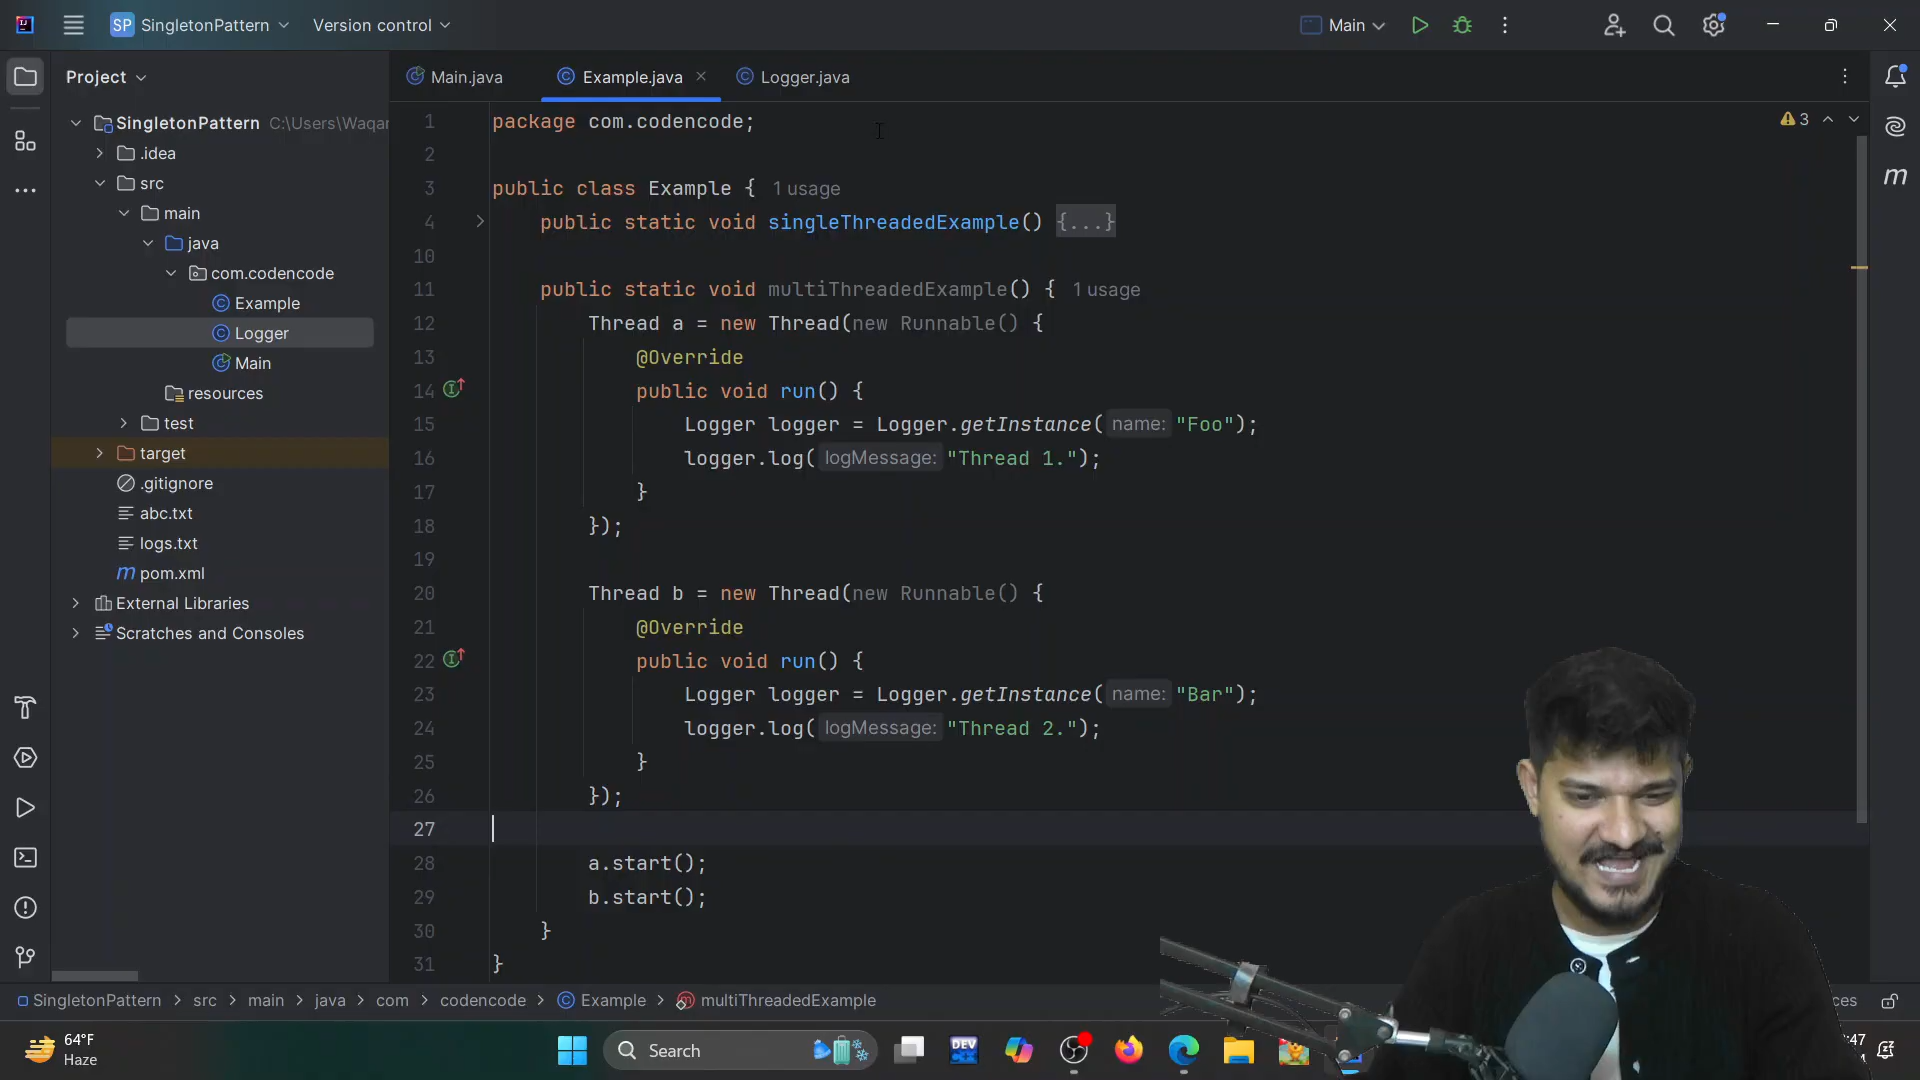 SP SingletonPattern Version control Main
Project
Main.java Example.java Logger.java
SingletonPattern C:\Users\Waqar
.idea
src
main
java
com.codencode
Example
Logger
Main
resources
test
target
.gitignore
abc.txt
logs.txt
m pom.xml
External Libraries
Scratches and Consoles
3
m
1 package com.codencode;
2
3 public class Example { 1 usage
4 public static void singleThreadedExample() {...}
10
11 public static void multiThreadedExample() { 1 usage
12 Thread a = new Thread(new Runnable() {
13 @Override
14 public void run() {
15 Logger logger = Logger.getInstance( name: "Foo");
16 logger.log( logMessage: "Thread 1.");
17 }
18 });
19
20 Thread b = new Thread(new Runnable() {
21 @Override
22 public void run() {
23 Logger logger = Logger.getInstance( name: "Bar");
24 logger.log( logMessage: "Thread 2.");
25 }
26 });
27
28 a.start();
29 b.start();
30 }
31 }
SingletonPattern > src > main > java > com > codencode > Example > multiThreadedExample
64°F
Haze
Search
DEV